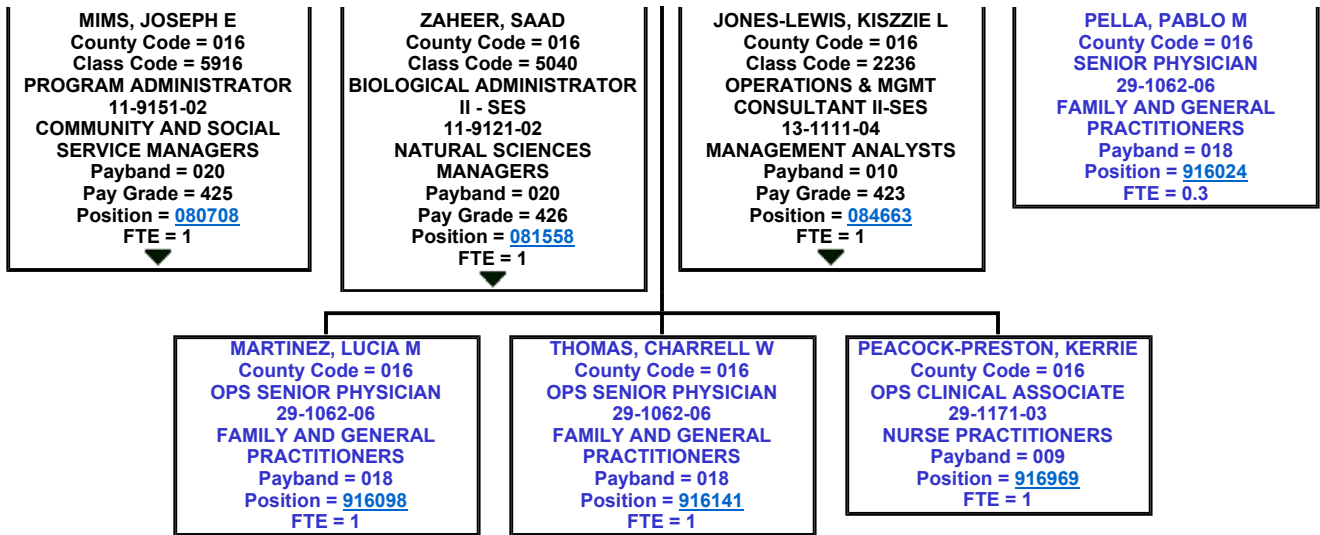 MIMS, JOSEPH E
County Code = 016
Class Code = 5916
PROGRAM ADMINISTRATOR
11-9151-02
COMMUNITY AND SOCIAL
SERVICE MANAGERS
Payband = 020
Pay Grade = 425
Position = 080708
FTE = 1
ZAHEER, SAAD
County Code = 016
Class Code = 5040
BIOLOGICAL ADMINISTRATOR
II - SES
11-9121-02
NATURAL SCIENCES
MANAGERS
Payband = 020
Pay Grade = 426
Position = 081558
FTE = 1
JONES-LEWIS, KISZZIE L
County Code = 016
Class Code = 2236
OPERATIONS & MGMT
CONSULTANT II-SES
13-1111-04
MANAGEMENT ANALYSTS
Payband = 010
Pay Grade = 423
Position = 084663
FTE = 1
PELLA, PABLO M
County Code = 016
SENIOR PHYSICIAN
29-1062-06
FAMILY AND GENERAL
PRACTITIONERS
Payband = 018
Position = 916024
FTE = 0.3
MARTINEZ, LUCIA M
County Code = 016
OPS SENIOR PHYSICIAN
29-1062-06
FAMILY AND GENERAL
PRACTITIONERS
Payband = 018
Position = 916098
FTE = 1
THOMAS, CHARRELL W
County Code = 016
OPS SENIOR PHYSICIAN
29-1062-06
FAMILY AND GENERAL
PRACTITIONERS
Payband = 018
Position = 916141
FTE = 1
PEACOCK-PRESTON, KERRIE
County Code = 016
OPS CLINICAL ASSOCIATE
29-1171-03
NURSE PRACTITIONERS
Payband = 009
Position = 916969
FTE = 1